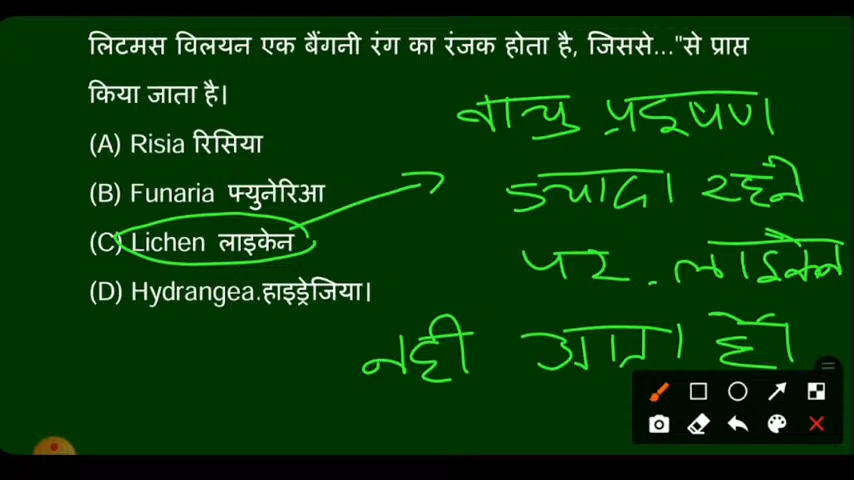 लिटमस विलयन एक बैंगनी रंग का रंजक होता है, जिससे..."से प्राप्त
किया जाता है।
(A) Risia रिसिया
(B) Funaria फ्युनेरिआ
(C) Lichen लाइकेन
(D) Hydrangea.हाइड्रेजिया।
वायु प्रदूषण
ज्यादा रहने
पर लाइकेन
नही आता है